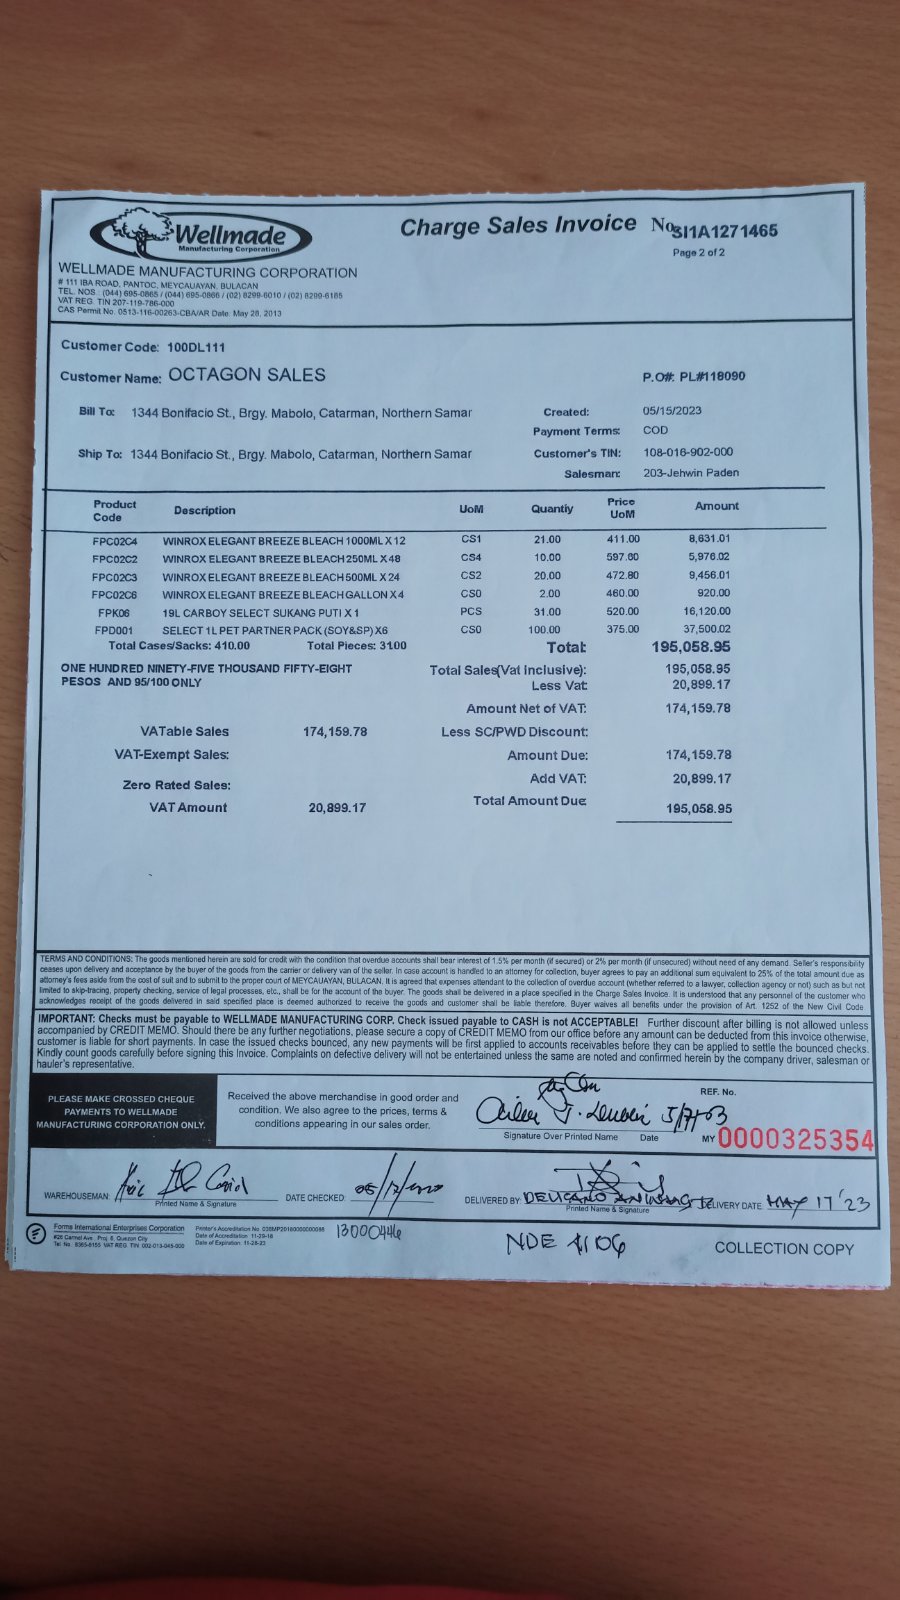 Wellmade
Manufacturing Corporation
Charge Sales Invoice No. SI1A1271465
Page 2 of 2
WELLMADE MANUFACTURING CORPORATION
# 111 IBA ROAD, PANTOC, MEYCAUAYAN, BULACAN
TEL. NOS. (044) 695-0865 / (044) 695-0866 / (02) 8299-6010 / (02) 8299-6185
VAT REG. TIN 207-119-786-000
CAS Permit No. 0513-116-00263-CBA/AR Date. May 28, 2013
Customer Code: 100DL111
Customer Name: OCTAGON SALES
P.O#: PL#118090
Bill To: 1344 Bonifacio St., Brgy. Mabolo, Catarman, Northern Samar
Created: 05/15/2023
Payment Terms: COD
Ship To: 1344 Bonifacio St., Brgy. Mabolo, Catarman, Northern Samar
Customer's TIN: 108-016-902-000
Salesman: 203-Jehwin Paden
Product Code Description UoM Quantiy Price UoM Amount
FPC02C4 WINROX ELEGANT BREEZE BLEACH 1000ML X 12 CS1 21.00 411.00 8,631.01
FPC02C2 WINROX ELEGANT BREEZE BLEACH 250ML X 48 CS4 10.00 597.60 5,976.02
FPC02C3 WINROX ELEGANT BREEZE BLEACH 500ML X 24 CS2 20.00 472.80 9,456.01
FPC02C6 WINROX ELEGANT BREEZE BLEACH GALLON X 4 CS0 2.00 460.00 920.00
FPK06 19L CARBOY SELECT SUKANG PUTI X 1 PCS 31.00 520.00 16,120.00
FPD001 SELECT 1L PET PARTNER PACK (SOY&SP) X6 CS0 100.00 375.00 37,500.02
Total Cases/Sacks: 410.00 Total Pieces: 31.00 Total: 195,058.95
ONE HUNDRED NINETY-FIVE THOUSAND FIFTY-EIGHT
PESOS AND 95/100 ONLY
Total Sales(Vat Inclusive): 195,058.95
Less Vat: 20,899.17
Amount Net of VAT: 174,159.78
VATable Sales 174,159.78 Less SC/PWD Discount:
VAT-Exempt Sales: Amount Due: 174,159.78
Zero Rated Sales: Add VAT: 20,899.17
VAT Amount 20,899.17 Total Amount Due 195,058.95
TERMS AND CONDITIONS: The goods mentioned herein are sold for credit with the condition that overdue accounts shall bear interest of 1.5% per month (if secured) or 2% per month (if unsecured) without need of any demand. Seller's responsibility
ceases upon delivery and acceptance by the buyer of the goods from the carrier or delivery van of the seller. In case account is handled to an attorney for collection, buyer agrees to pay an additional sum equivalent to 25% of the total amount due as
attorney's fees aside from the cost of suit and to submit to the proper court of MEYCAUAYAN, BULACAN. It is agreed that expenses attendant to the collection of overdue account (whether referred to a lawyer, collection agency or not) such as but not
limited to skip-tracing, property checking, service of legal processes, etc., shall be for the account of the buyer. The goods shall be delivered in a place specified in the Charge Sales Invoice. It is understood that any personnel of the customer who
acknowledges receipt of the goods delivered in said specified place is deemed authorized to receive the goods and customer shall be liable therefore. Buyer waives all benefits under the provision of Art. 1252 of the New Civil Code
IMPORTANT: Checks must be payable to WELLMADE MANUFACTURING CORP. Check issued payable to CASH is not ACCEPTABLE! Further discount after billing is not allowed unless
accompanied by CREDIT MEMO. Should there be any further negotiations, please secure a copy of CREDIT MEMO from our office before any amount can be deducted from this invoice otherwise,
customer is liable for short payments. In case the issued checks bounced, any new payments will be first applied to accounts receivables before they can be applied to settle the bounced checks.
Kindly count goods carefully before signing this Invoice. Complaints on defective delivery will not be entertained unless the same are noted and confirmed herein by the company driver, salesman or
hauler's representative.
PLEASE MAKE CROSSED CHEQUE
PAYMENTS TO WELLMADE
MANUFACTURING CORPORATION ONLY.
Received the above merchandise in good order and
condition. We also agree to the prices, terms &
conditions appearing in our sales order.
Signature Over Printed Name Date
REF. No.
MY 0000325354
WAREHOUSEMAN:
Printed Name & Signature
DATE CHECKED:
DELIVERED BY:
Printed Name & Signature
DELIVERY DATE: MAY 17 '23
Forms International Enterprises Corporation
#26 Carmel Ave. Proj. 6, Quezon City
Tel. No. 8365-6155 VAT REG. TIN: 002-013-045-000
Printer's Accreditation No. 038MP20180000000088
Date of Accreditation: 11-29-18
Date of Expiration: 11-28-23
13000446
NDE 4106
COLLECTION COPY